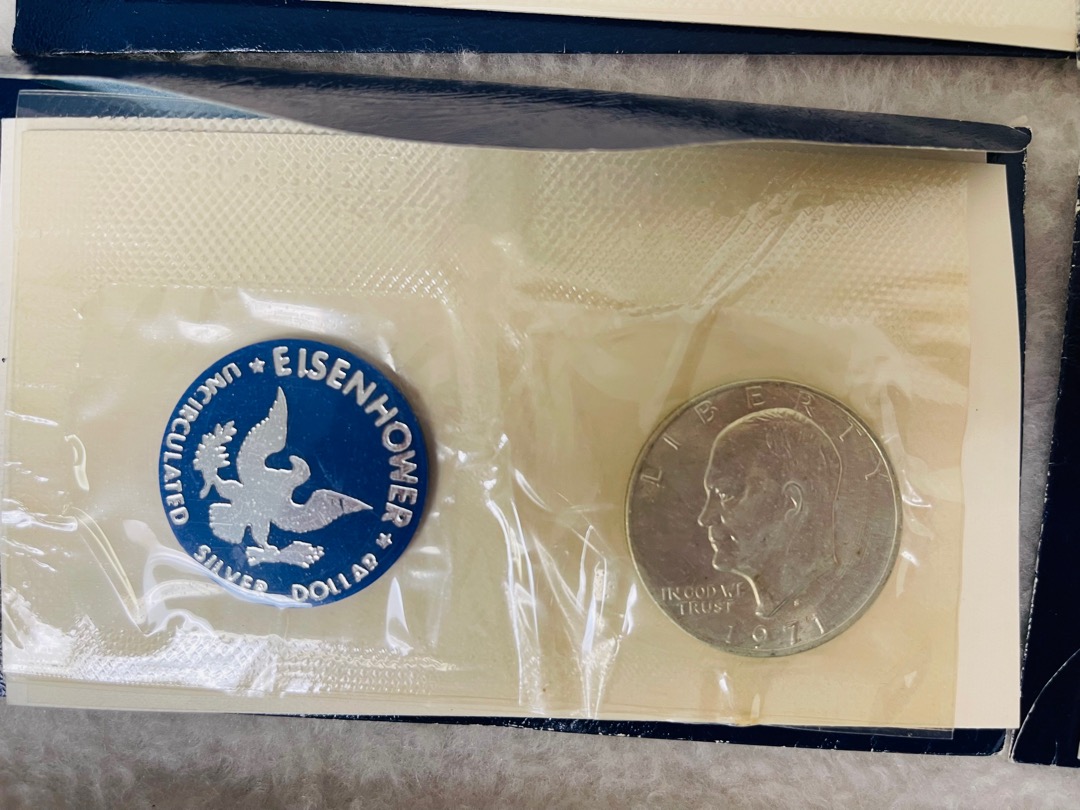 ★ EISENHOWER ★
UNCIRCULATED
SILVER DOLLAR
LIBERTY
IN GOD WE
TRUST
1971